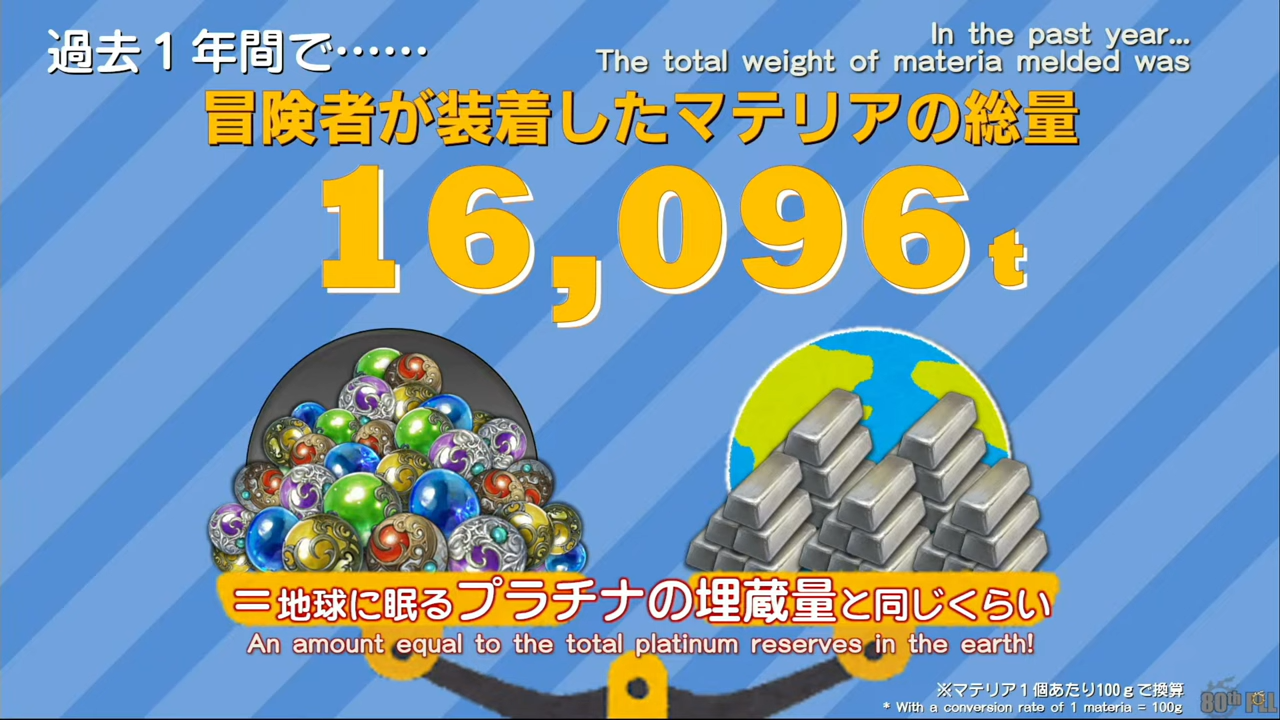 過去１年間で……
In the past year...
The total weight of materia melded was
冒険者が装着したマテリアの総量
16,096t
＝地球に眠るプラチナの埋蔵量と同じくらい
An amount equal to the total platinum reserves in the earth!
※マテリア１個あたり100ｇで換算
* With a conversion rate of 1 materia = 100g
80th PLL